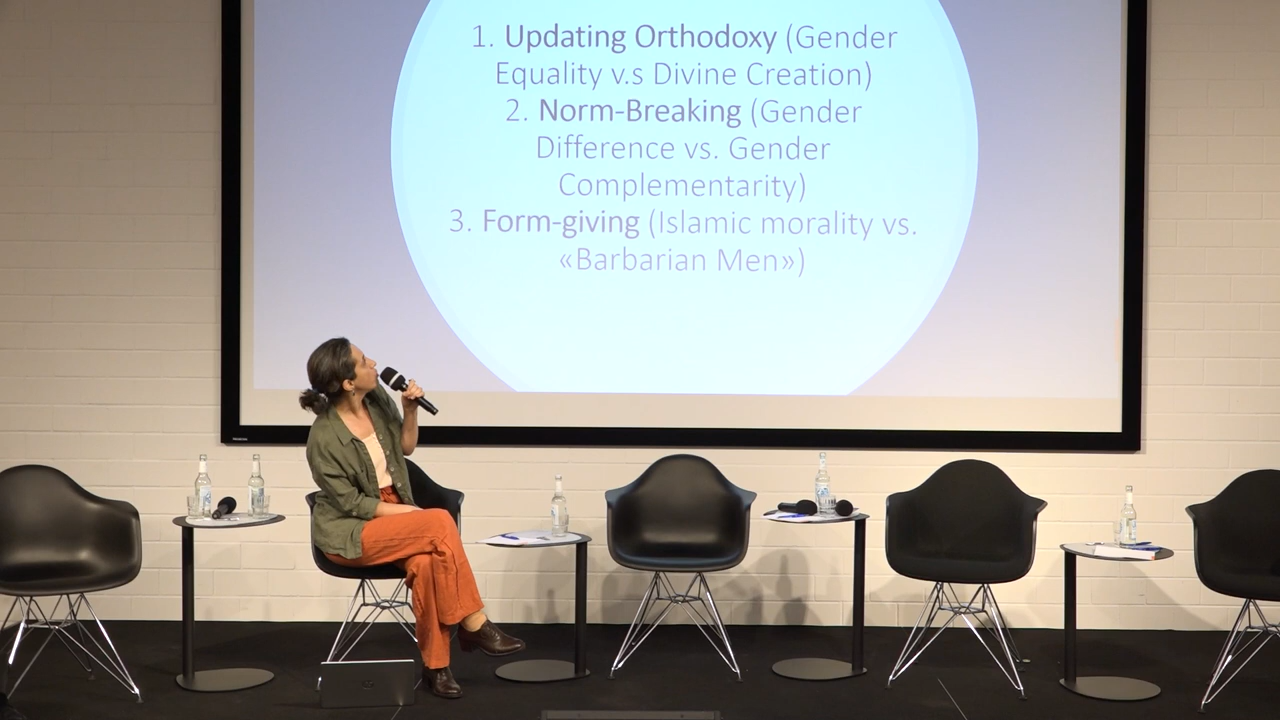 1. Updating Orthodoxy (Gender
Equality v.s Divine Creation)
2. Norm-Breaking (Gender
Difference vs. Gender
Complementarity)
3. Form-giving (Islamic morality vs.
«Barbarian Men»)